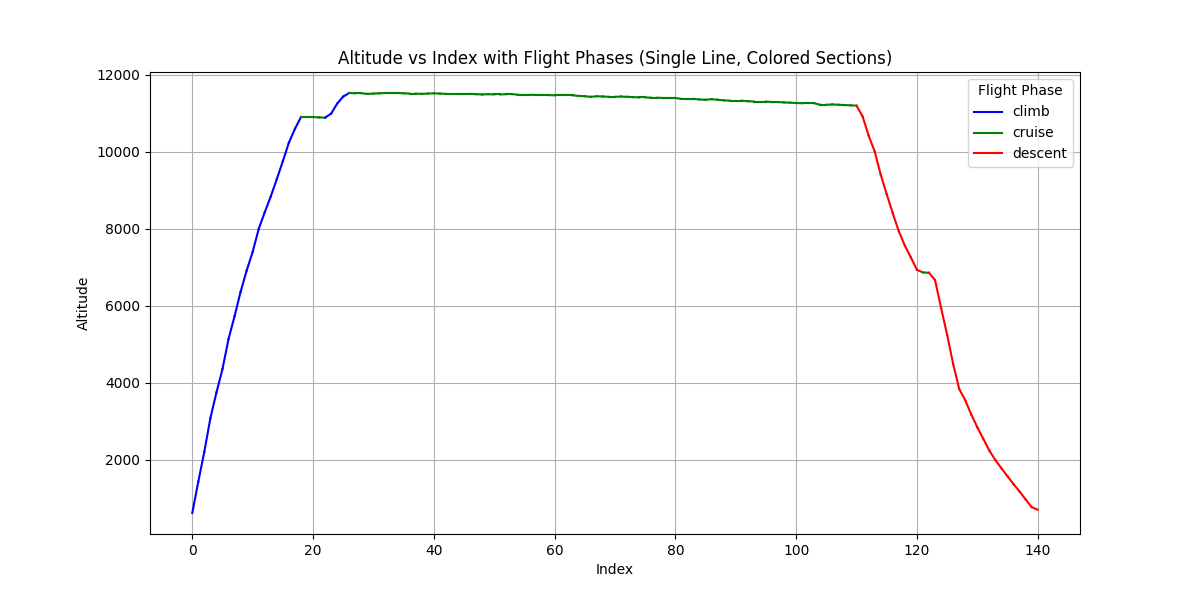 Altitude vs Index with Flight Phases (Single Line, Colored Sections)
Flight Phase
climb
cruise
descent
Altitude
12000
10000
8000
6000
4000
2000
0 20 40 60 80 100 120 140
Index